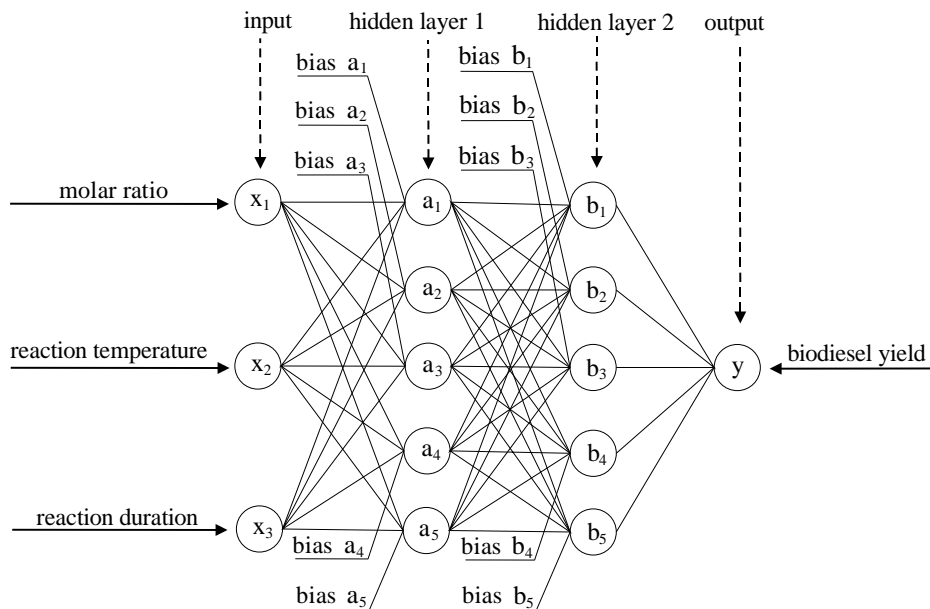 input
hidden layer 1
hidden layer 2
output
bias a₁
bias b₁
bias a₂
bias b₂
bias a₃
bias b₃
molar ratio
x₁
a₁
b₁
a₂
b₂
reaction temperature
x₂
a₃
b₃
y
biodiesel yield
a₄
b₄
reaction duration
x₃
a₅
b₅
bias a₄
bias b₄
bias a₅
bias b₅